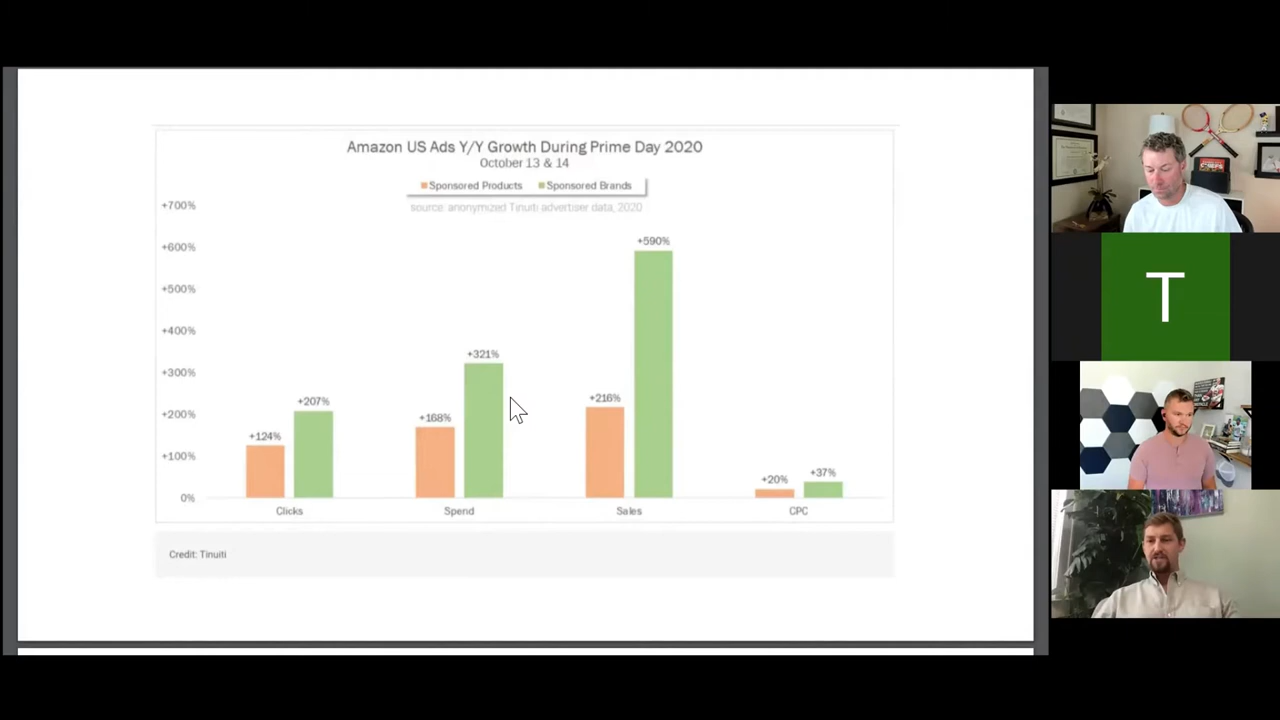 Amazon US Ads Y/Y Growth During Prime Day 2020
October 13 & 14
Sponsored Products Sponsored Brands
source: anonymized Tinuiti advertiser data, 2020
+700%
+600%
+500%
+400%
+300%
+200%
+100%
0%
+124%
+207%
+168%
+321%
+216%
+590%
+20%
+37%
Clicks
Spend
Sales
CPC
Credit: Tinuiti
T